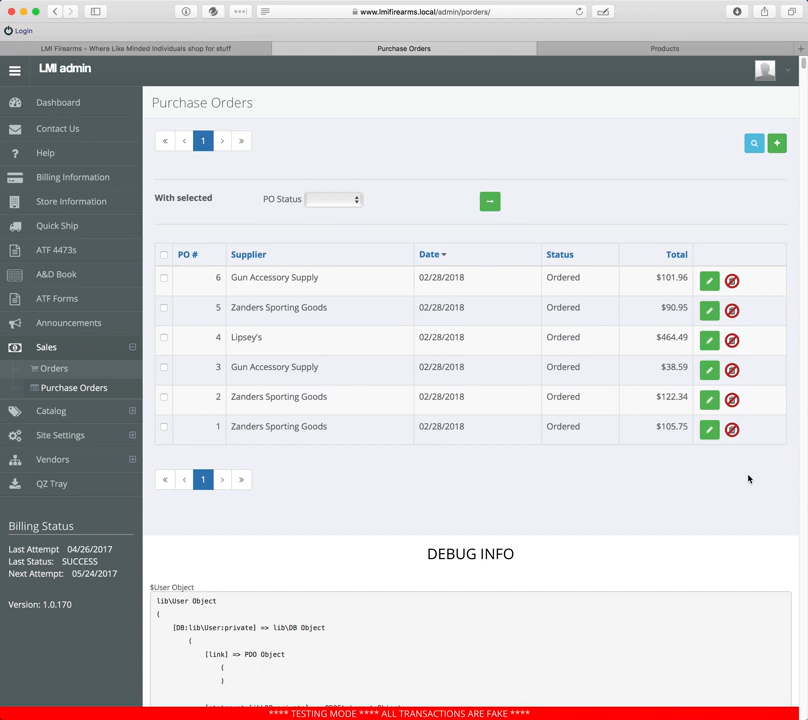 www.lmifirearms.local/admin/porders/
Login
LMI Firearms - Where Like Minded Individuals shop for stuff
Purchase Orders
Products
LMI admin
Dashboard
Contact Us
Help
Billing Information
Store Information
Quick Ship
ATF 4473s
A&D Book
ATF Forms
Announcements
Sales
Orders
Purchase Orders
Catalog
Site Settings
Vendors
QZ Tray
Billing Status
Last Attempt 04/26/2017
Last Status: SUCCESS
Next Attempt: 05/24/2017
Version: 1.0.170
Purchase Orders
« ‹ 1 › »
With selected PO Status
PO # Supplier Date Status Total
6 Gun Accessory Supply 02/28/2018 Ordered $101.96
5 Zanders Sporting Goods 02/28/2018 Ordered $90.95
4 Lipsey's 02/28/2018 Ordered $464.49
3 Gun Accessory Supply 02/28/2018 Ordered $38.59
2 Zanders Sporting Goods 02/28/2018 Ordered $122.34
1 Zanders Sporting Goods 02/28/2018 Ordered $105.75
« ‹ 1 › »
DEBUG INFO
$User Object
lib\User Object
(
[DB:lib\User:private] => lib\DB Object
(
[link] => PDO Object
(
)
**** TESTING MODE **** ALL TRANSACTIONS ARE FAKE ****